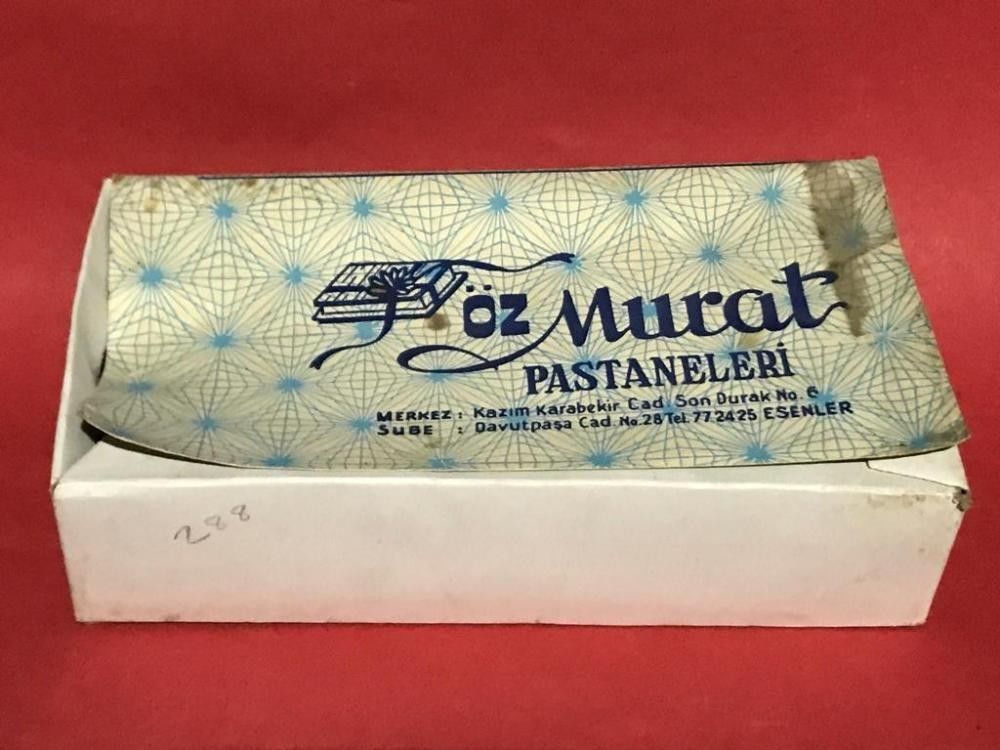 öz Murat
PASTANELERİ
MERKEZ : Kazım Karabekir Cad. Son Durak No. 6
ŞUBE : Davutpaşa Cad. No.28 Tel. 77 24 25 ESENLER
288